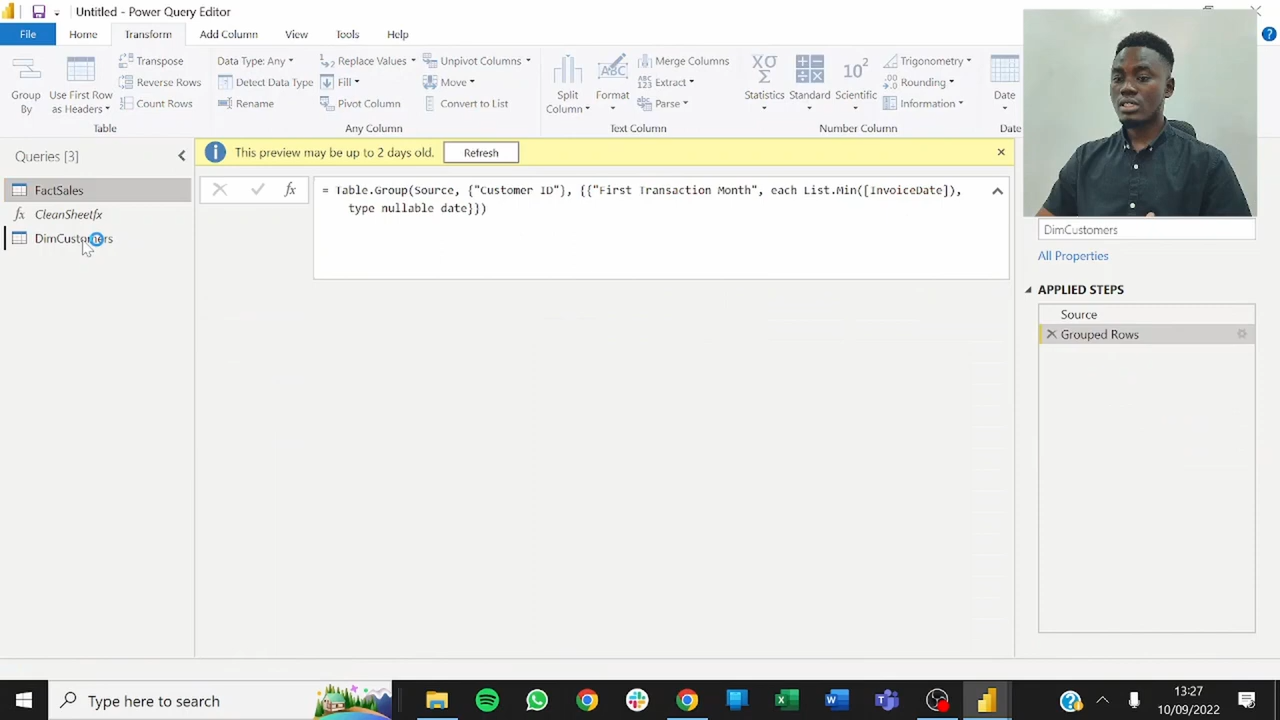 Untitled - Power Query Editor
File
Home
Transform
Add Column
View
Tools
Help
Group By
Use First Row as Headers
Transpose
Reverse Rows
Count Rows
Table
Data Type: Any
Detect Data Type
Rename
Replace Values
Fill
Pivot Column
Unpivot Columns
Move
Convert to List
Any Column
Split Column
Format
ABC
Merge Columns
Extract
Parse
Text Column
Statistics
Standard
Scientific
10²
Trigonometry
Rounding
Information
Number Column
Date
Date
Queries [3]
This preview may be up to 2 days old.
Refresh
FactSales
fx CleanSheetfx
DimCustomers
fx
= Table.Group(Source, {"Customer ID"}, {{"First Transaction Month", each List.Min([InvoiceDate]),
type nullable date}})
DimCustomers
All Properties
APPLIED STEPS
Source
Grouped Rows
Type here to search
13:27
10/09/2022